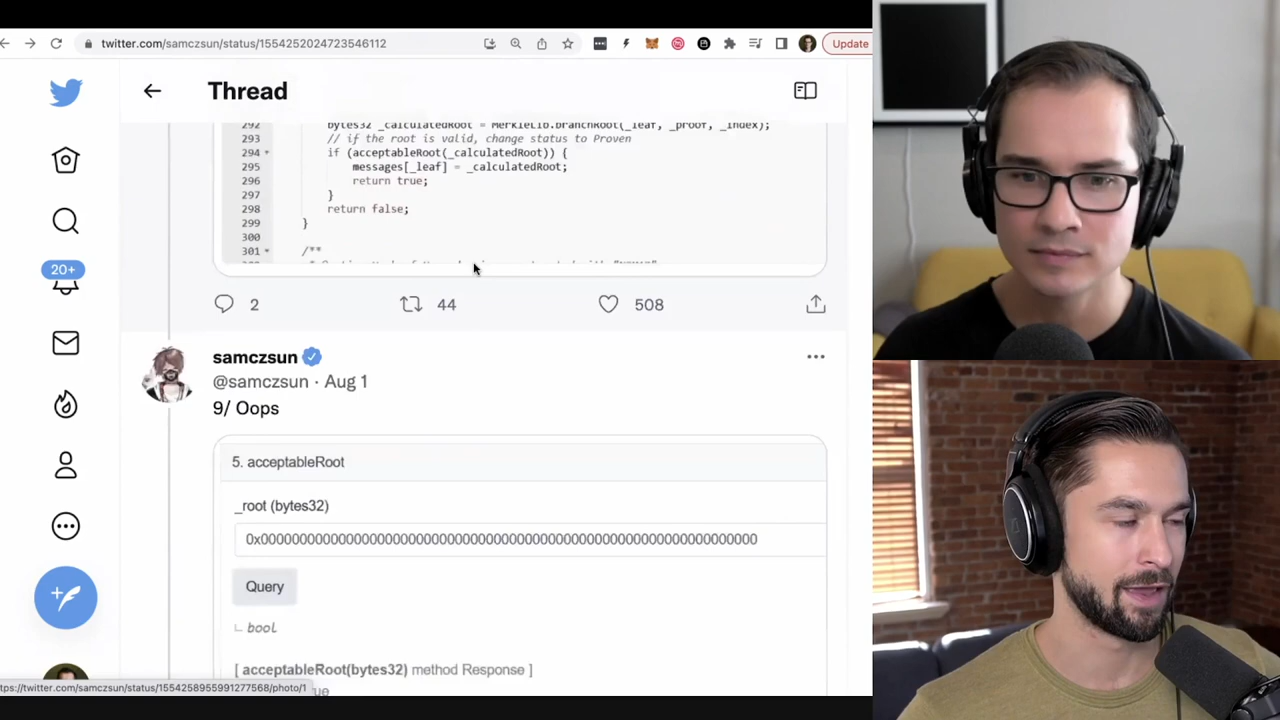 twitter.com/samczsun/status/1554252024723546112
Update
Thread
292 bytes32 _calculatedRoot = MerkleLib.branchRoot(_leaf, _proof, _index);
293 // if the root is valid, change status to Proven
294 if (acceptableRoot(_calculatedRoot)) {
295 messages[_leaf] = _calculatedRoot;
296 return true;
297 }
298 return false;
299 }
300
301 /**
20+
2 44 508
samczsun
@samczsun · Aug 1
9/ Oops
5. acceptableRoot
_root (bytes32)
0x0000000000000000000000000000000000000000000000000000000000000000
Query
bool
[ acceptableRoot(bytes32) method Response ]
ue
tps://twitter.com/samczsun/status/1554258955991277568/photo/1